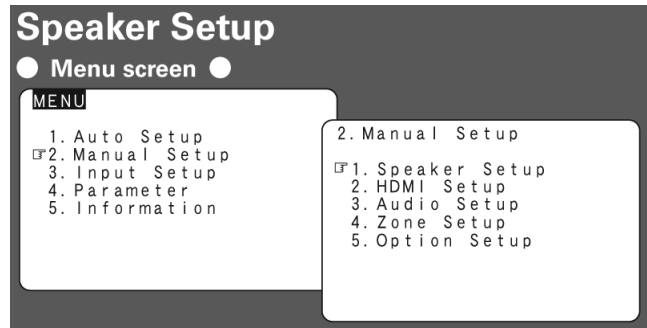 Speaker Setup
● Menu screen ●
MENU
1. Auto Setup
☞2. Manual Setup
3. Input Setup
4. Parameter
5. Information
2. Manual Setup
☞1. Speaker Setup
2. HDMI Setup
3. Audio Setup
4. Zone Setup
5. Option Setup